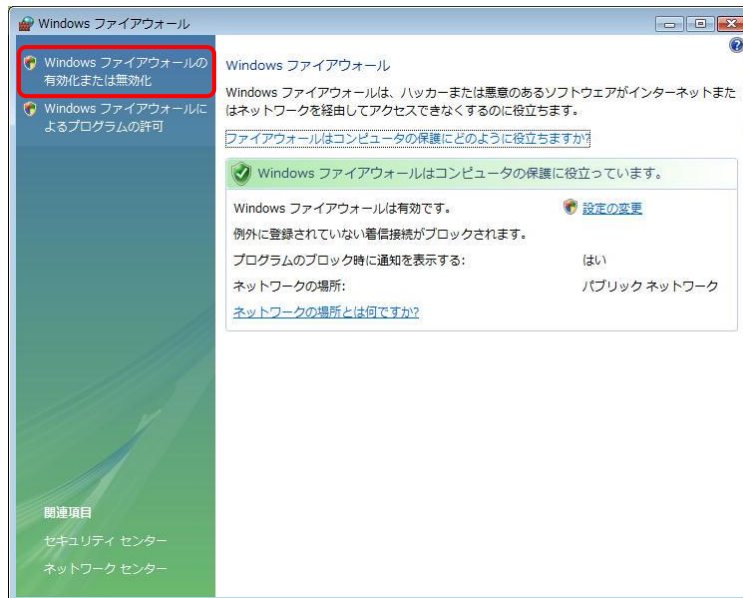 Windows ファイアウォール
Windows ファイアウォールの
有効化または無効化
Windows ファイアウォールに
よるプログラムの許可
関連項目
セキュリティ センター
ネットワーク センター
Windows ファイアウォール
Windows ファイアウォールは、ハッカーまたは悪意のあるソフトウェアがインターネットまた
はネットワークを経由してアクセスできなくするのに役立ちます。
ファイアウォールはコンピュータの保護にどのように役立ちますか?
Windows ファイアウォールはコンピュータの保護に役立っています。
Windows ファイアウォールは有効です。 設定の変更
例外に登録されていない着信接続がブロックされます。
プログラムのブロック時に通知を表示する: はい
ネットワークの場所: パブリック ネットワーク
ネットワークの場所とは何ですか?